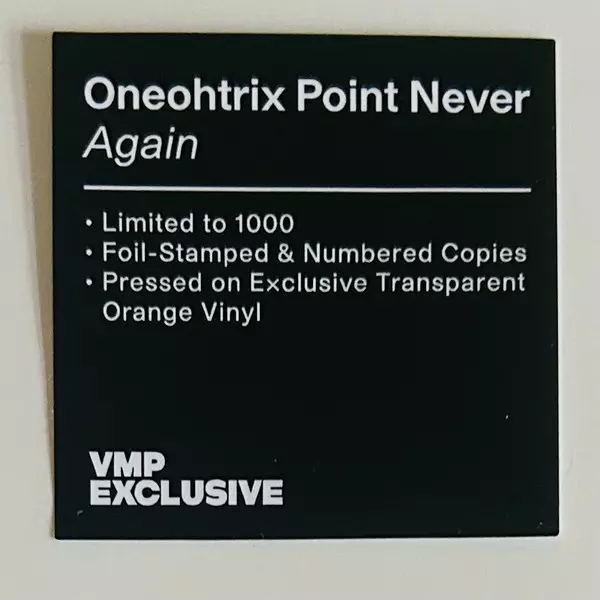 Oneohtrix Point Never
Again
• Limited to 1000
• Foil-Stamped & Numbered Copies
• Pressed on Exclusive Transparent
Orange Vinyl
VMP
EXCLUSIVE